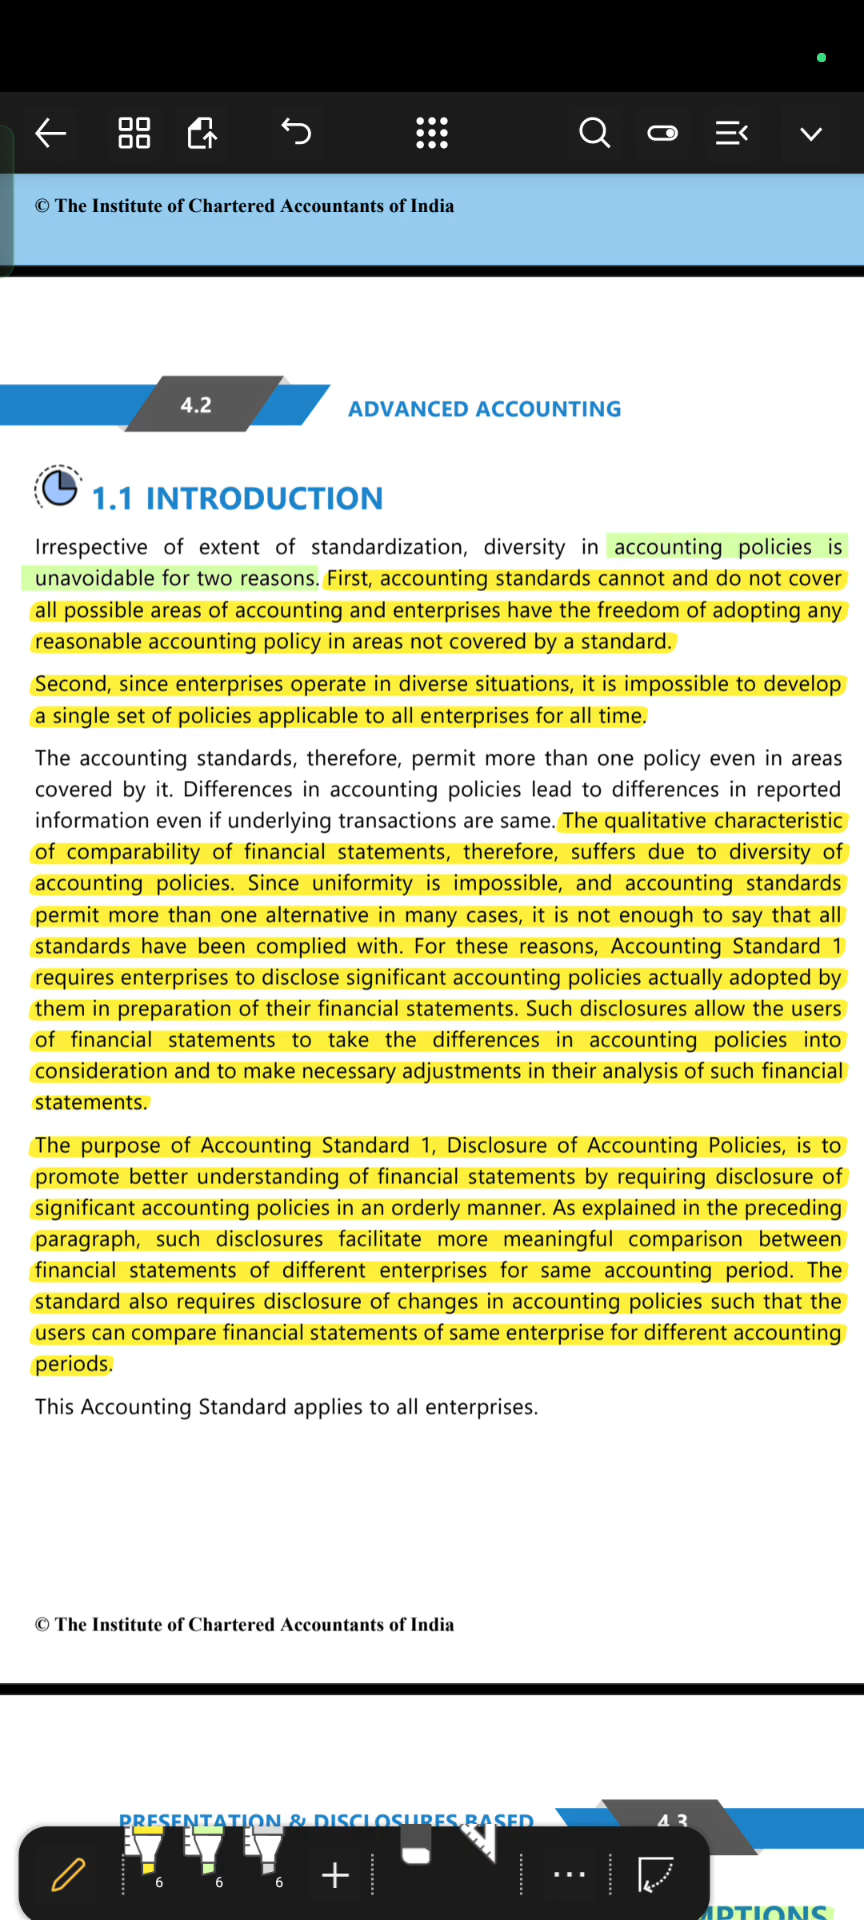 © The Institute of Chartered Accountants of India
4.2
ADVANCED ACCOUNTING
1.1 INTRODUCTION
Irrespective of extent of standardization, diversity in accounting policies is
unavoidable for two reasons. First, accounting standards cannot and do not cover
all possible areas of accounting and enterprises have the freedom of adopting any
reasonable accounting policy in areas not covered by a standard.
Second, since enterprises operate in diverse situations, it is impossible to develop
a single set of policies applicable to all enterprises for all time.
The accounting standards, therefore, permit more than one policy even in areas
covered by it. Differences in accounting policies lead to differences in reported
information even if underlying transactions are same. The qualitative characteristic
of comparability of financial statements, therefore, suffers due to diversity of
accounting policies. Since uniformity is impossible, and accounting standards
permit more than one alternative in many cases, it is not enough to say that all
standards have been complied with. For these reasons, Accounting Standard 1
requires enterprises to disclose significant accounting policies actually adopted by
them in preparation of their financial statements. Such disclosures allow the users
of financial statements to take the differences in accounting policies into
consideration and to make necessary adjustments in their analysis of such financial
statements.
The purpose of Accounting Standard 1, Disclosure of Accounting Policies, is to
promote better understanding of financial statements by requiring disclosure of
significant accounting policies in an orderly manner. As explained in the preceding
paragraph, such disclosures facilitate more meaningful comparison between
financial statements of different enterprises for same accounting period. The
standard also requires disclosure of changes in accounting policies such that the
users can compare financial statements of same enterprise for different accounting
periods.
This Accounting Standard applies to all enterprises.
© The Institute of Chartered Accountants of India
PRESENTATION & DISCLOSURES BASED
4.3
6 6 6